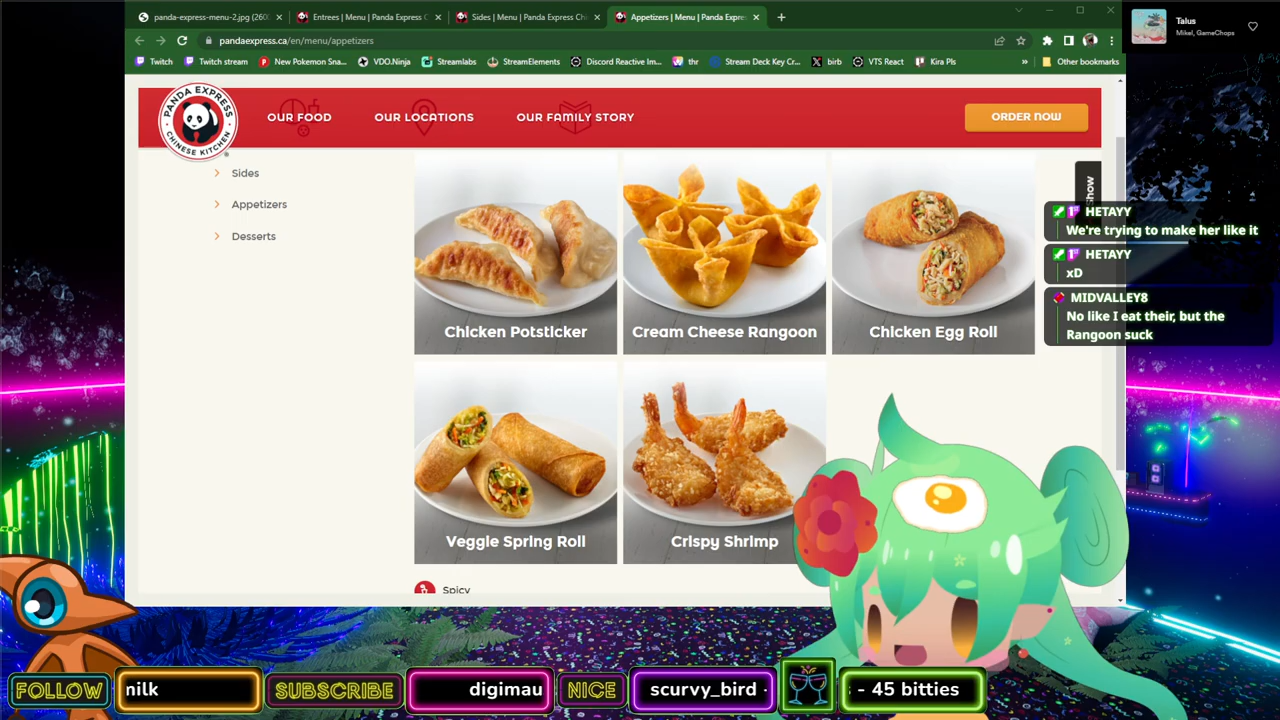 panda-express-menu-2.jpg (2600
Entrees | Menu | Panda Express C
Sides | Menu | Panda Express Chi
Appetizers | Menu | Panda Expre
pandaexpress.ca/en/menu/appetizers
Twitch
Twitch stream
New Pokemon Sna...
VDO.Ninja
Streamlabs
StreamElements
Discord Reactive Im...
thr
Stream Deck Key Cr...
birb
VTS React
Kira Pls
»
Other bookmarks
Talus
Mikel, GameChops
PANDA EXPRESS
CHINESE KITCHEN
OUR FOOD
OUR LOCATIONS
OUR FAMILY STORY
ORDER NOW
Sides
Appetizers
Desserts
Show
Chicken Potsticker
Cream Cheese Rangoon
Chicken Egg Roll
Veggie Spring Roll
Crispy Shrimp
Spicy
HETAYY
We're trying to make her like it
HETAYY
xD
MIDVALLEY8
No like I eat their, but the
Rangoon suck
FOLLOW
nilk
SUBSCRIBE
digimau
NICE
scurvy_bird -
- 45 bitties